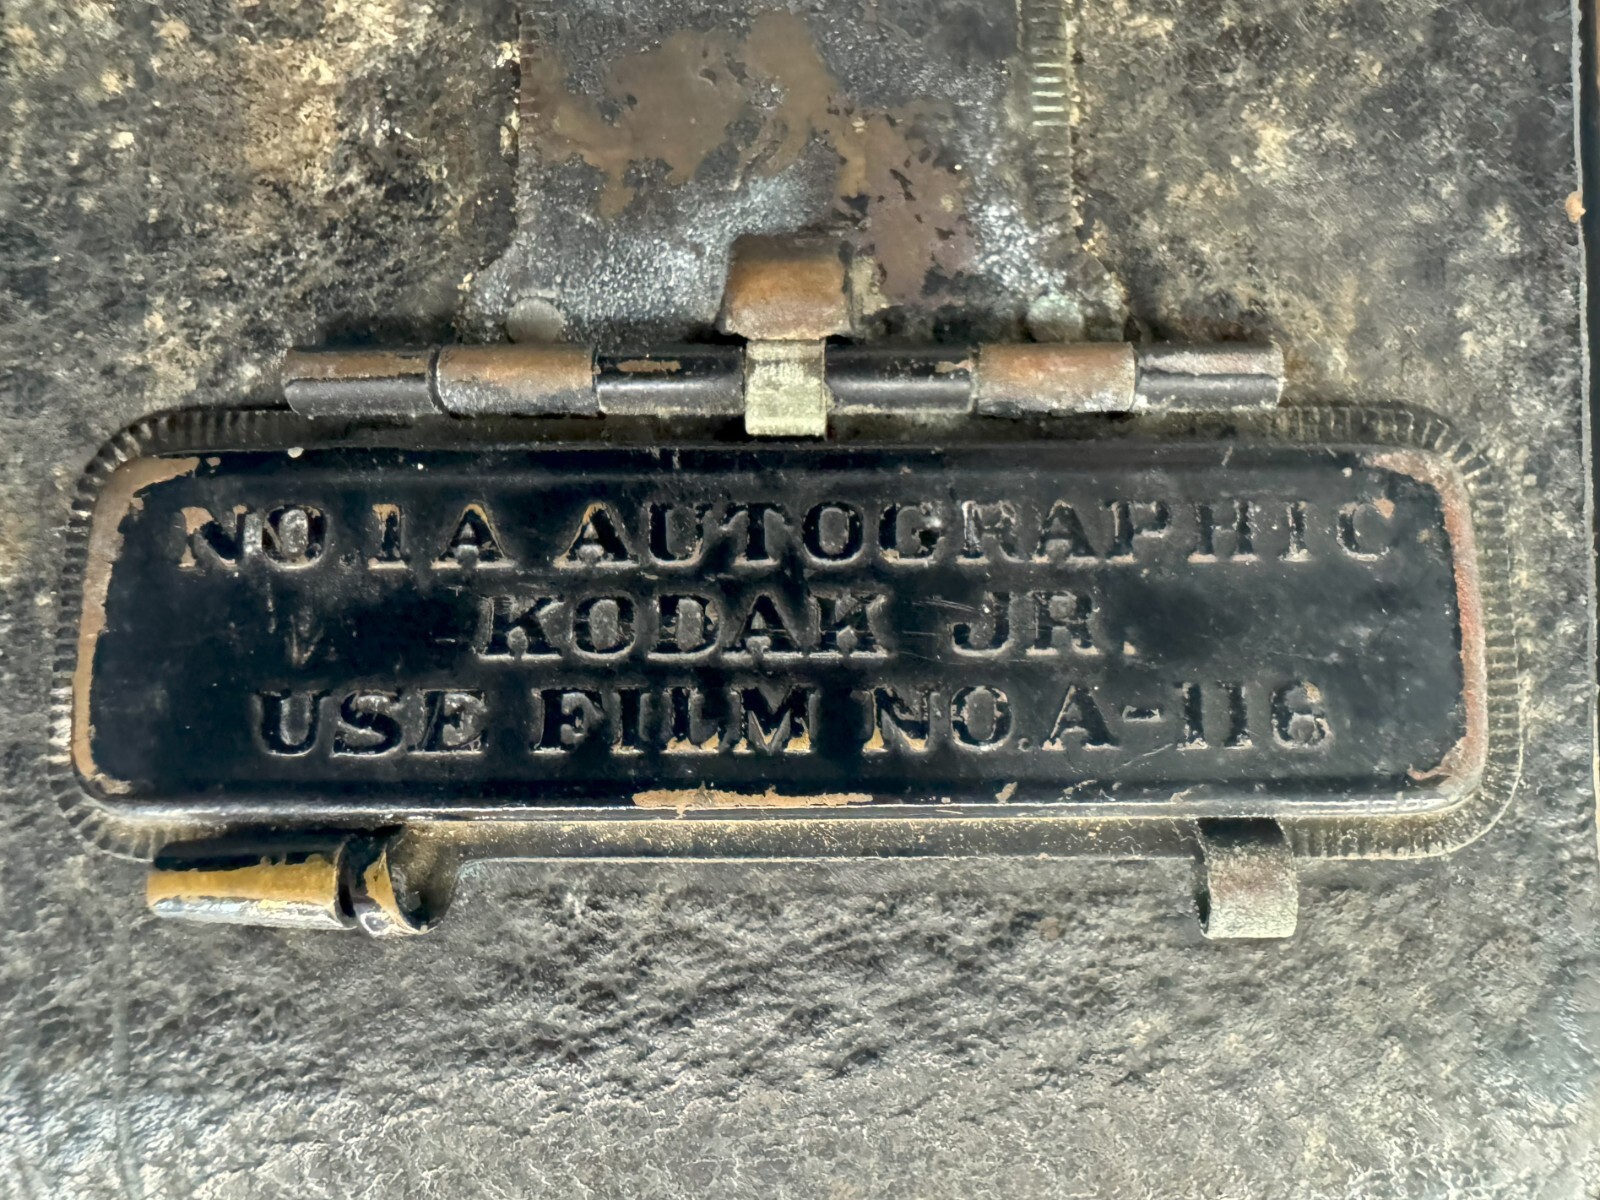 NO 1A AUTOGRAPHIC
KODAK JR.
USE FILM NO. A-116